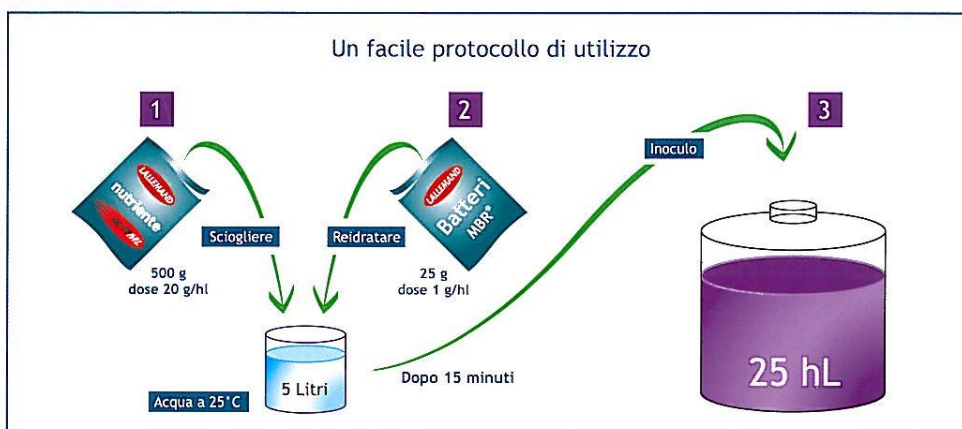 Un facile protocollo di utilizzo
1
LALLEMAND
nutriente
ML
500 g
dose 20 g/hl
Sciogliere
2
LALLEMAND
Batteri
MBR®
25 g
dose 1 g/hl
Reidratare
5 Litri
Acqua a 25°C
Dopo 15 minuti
Inoculo
3
25 hL